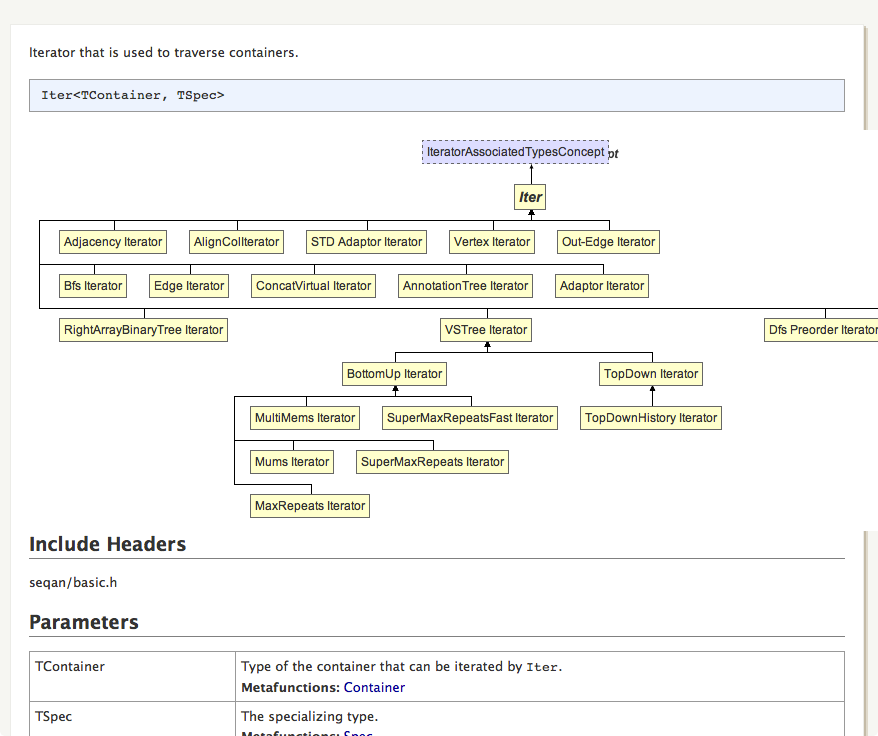 Iterator that is used to traverse containers.
Iter<TContainer, TSpec>
IteratorAssociatedTypesConcept pt
Iter
Adjacency Iterator AlignColIterator STD Adaptor Iterator Vertex Iterator Out-Edge Iterator
Bfs Iterator Edge Iterator ConcatVirtual Iterator AnnotationTree Iterator Adaptor Iterator
RightArrayBinaryTree Iterator VSTree Iterator Dfs Preorder Iterator
BottomUp Iterator TopDown Iterator
MultiMems Iterator SuperMaxRepeatsFast Iterator TopDownHistory Iterator
Mums Iterator SuperMaxRepeats Iterator
MaxRepeats Iterator
Include Headers
seqan/basic.h
Parameters
TContainer Type of the container that can be iterated by Iter.
Metafunctions: Container
TSpec The specializing type.
Metafunctions: Spec